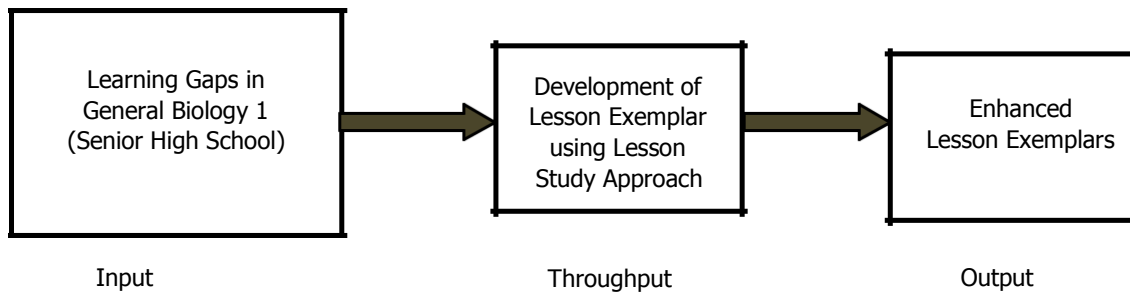 Learning Gaps in
General Biology 1
(Senior High School)
Development of
Lesson Exemplar
using Lesson
Study Approach
Enhanced
Lesson Exemplars
Input
Throughput
Output